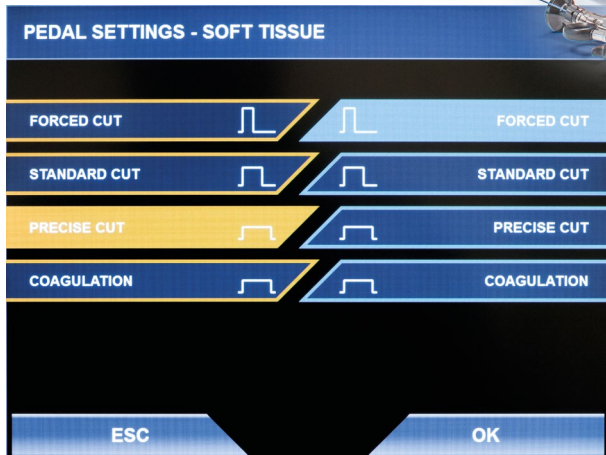 PEDAL SETTINGS - SOFT TISSUE
FORCED CUT FORCED CUT
STANDARD CUT STANDARD CUT
PRECISE CUT PRECISE CUT
COAGULATION COAGULATION
ESC OK